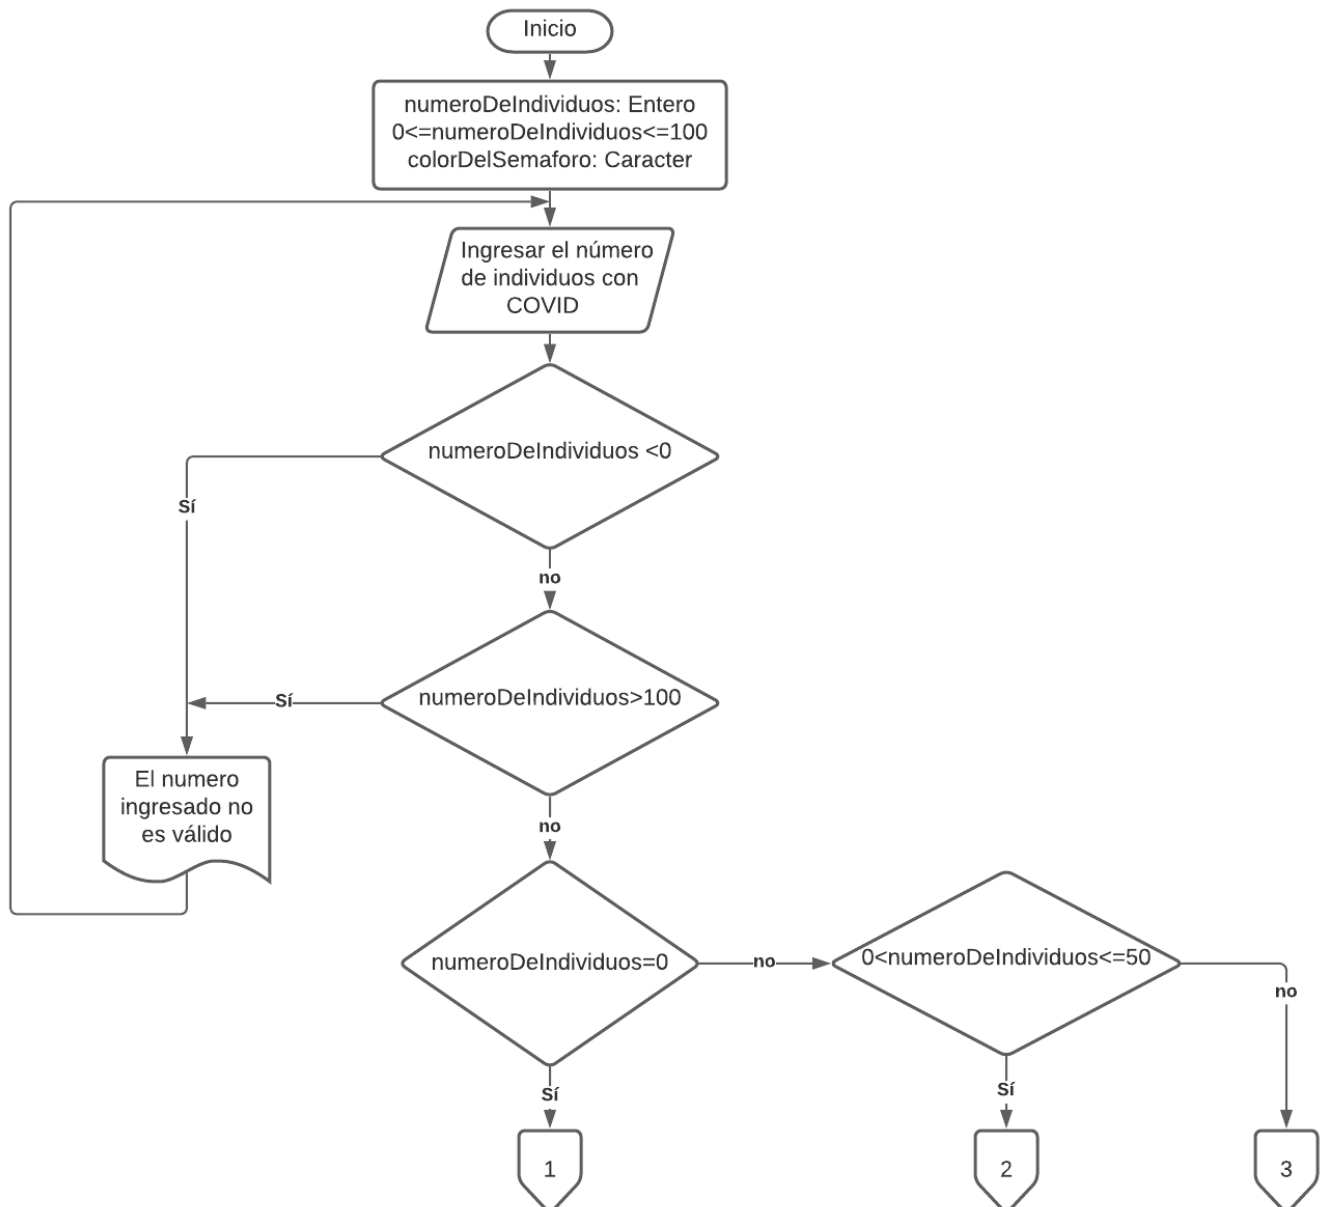 Inicio
numeroDeIndividuos: Entero
0<=numeroDeIndividuos<=100
colorDelSemaforo: Caracter
Ingresar el número
de individuos con
COVID
numeroDeIndividuos <0
Sí
no
numeroDeIndividuos>100
Sí
El numero
ingresado no
es válido
no
numeroDeIndividuos=0
no
0<numeroDeIndividuos<=50
no
Sí
Sí
1
2
3